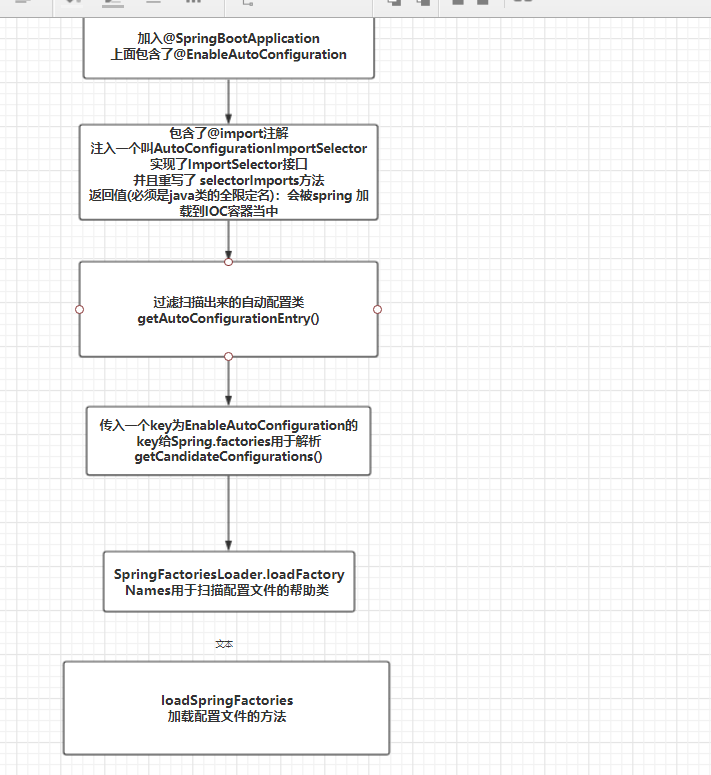 加入@SpringBootApplication
上面包含了@EnableAutoConfiguration
包含了@import注解
注入一个叫AutoConfigurationImportSelector
实现了ImportSelector接口
并且重写了 selectorImports方法
返回值(必须是java类的全限定名)：会被spring 加
载到IOC容器当中
过滤扫描出来的自动配置类
getAutoConfigurationEntry()
传入一个key为EnableAutoConfiguration的
key给Spring.factories用于解析
getCandidateConfigurations()
SpringFactoriesLoader.loadFactory
Names用于扫描配置文件的帮助类
文本
loadSpringFactories
加载配置文件的方法